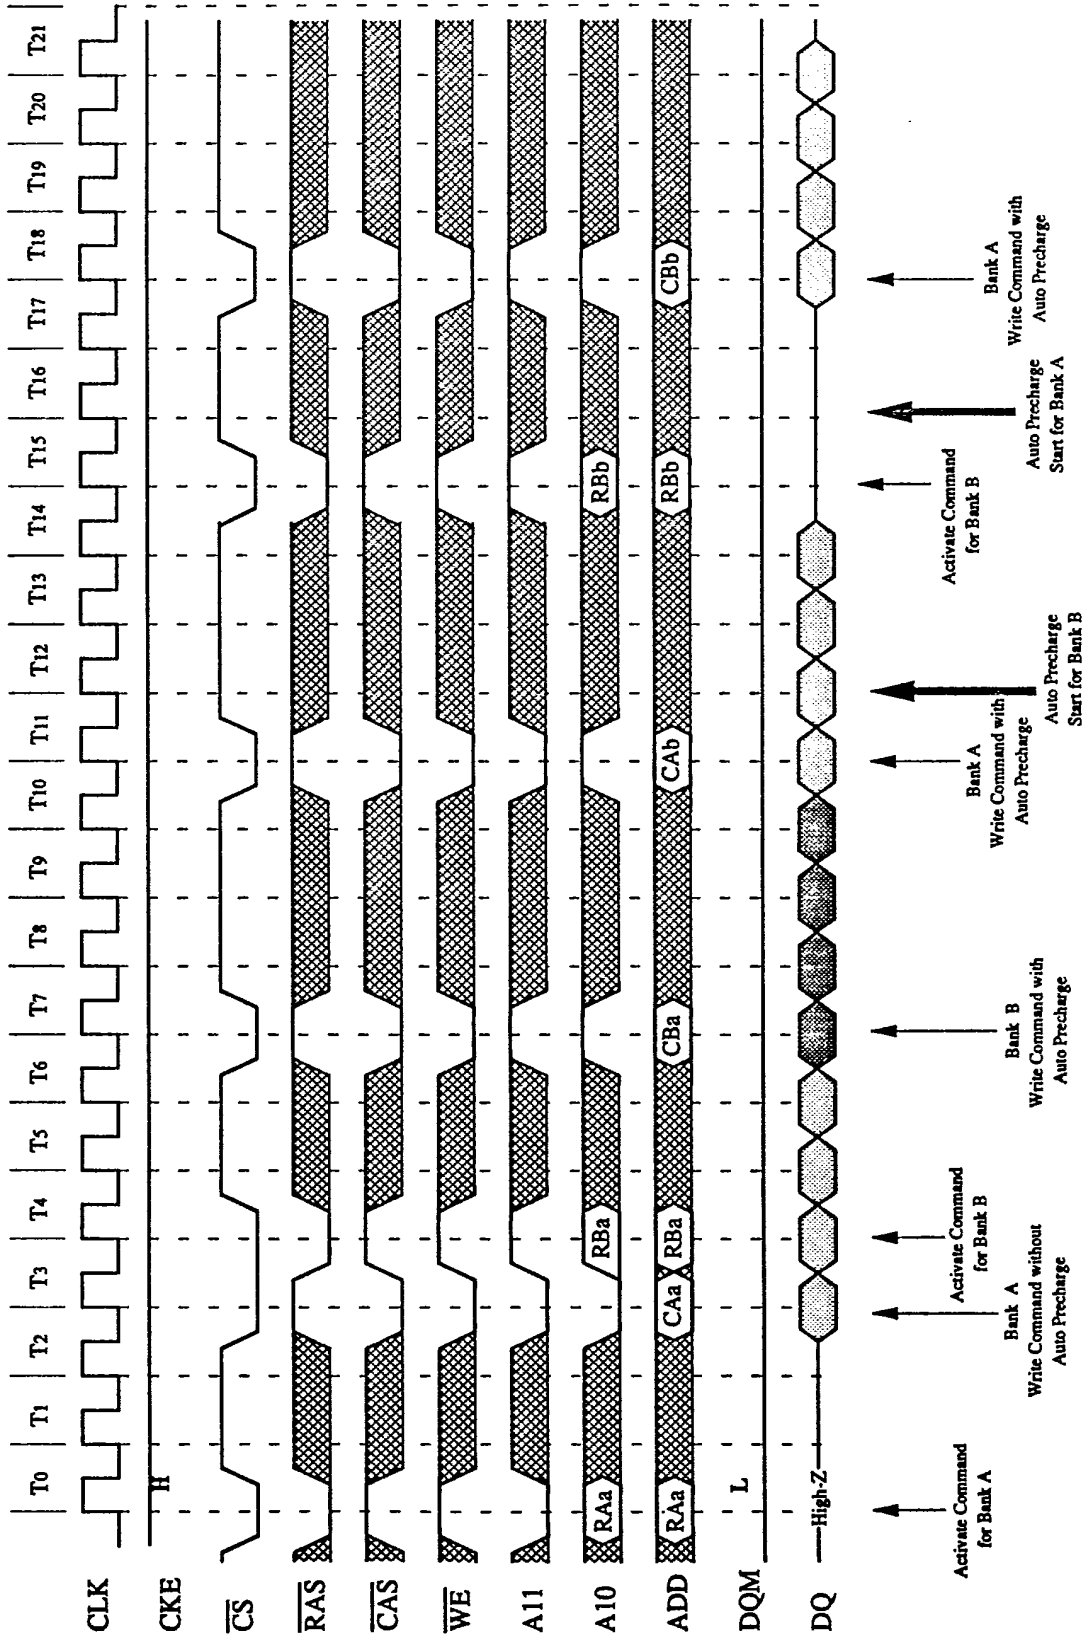 T0 T1 T2 T3 T4 T5 T6 T7 T8 T9 T10 T11 T12 T13 T14 T15 T16 T17 T18 T19 T20 T21
CLK
CKE
H
CS
RAS
CAS
WE
A11
A10
RAa RBa RBb
ADD
RAa CAa RBa CBa CAb RBb CBb
DQM
L
DQ
High-Z
Activate Command
for Bank A
Bank A
Write Command without
Auto Precharge
Activate Command
for Bank B
Bank B
Write Command with
Auto Precharge
Bank A
Write Command with
Auto Precharge
Auto Precharge
Start for Bank B
Activate Command
for Bank B
Auto Precharge
Start for Bank A
Bank A
Write Command with
Auto Precharge